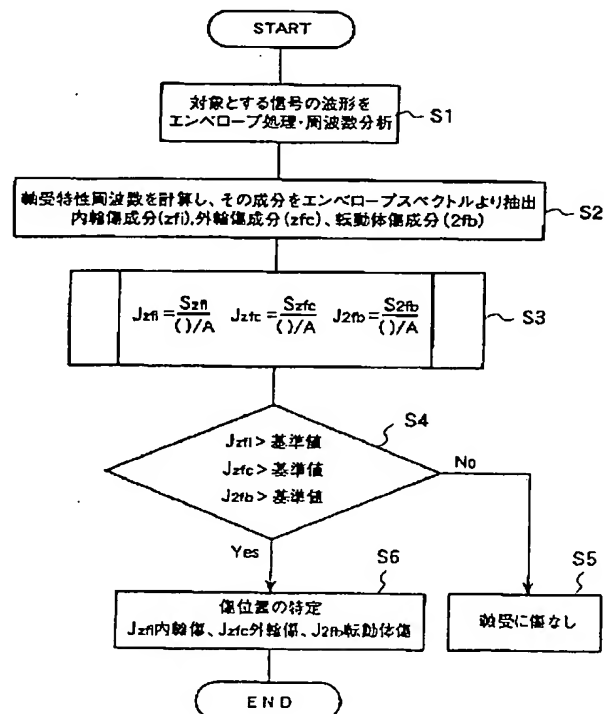 START
対象とする信号の波形を
エンベロープ処理・周波数分析
S1
軸受特性周波数を計算し、その成分をエンベロープスペクトルより抽出
内輪傷成分(zfi),外輪傷成分(zfc)、転動体傷成分(2fb)
S2
Jzfi=Szfi/()/A Jzfc=Szfc/()/A J2fb=S2fb/()/A
S3
S4
Jzfi>基準値
Jzfc>基準値
J2fb>基準値
No
Yes
S6
S5
傷位置の特定
Jzfi内輪傷、Jzfc外輪傷、J2fb転動体傷
軸受に傷なし
END